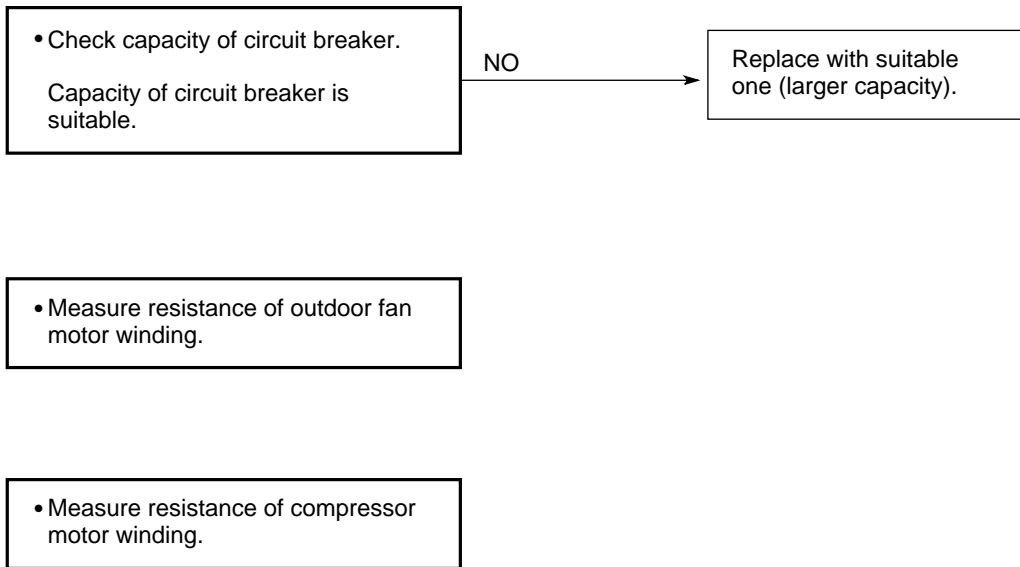 • Check capacity of circuit breaker.
Capacity of circuit breaker is
suitable.
NO
Replace with suitable
one (larger capacity).
• Measure resistance of outdoor fan
motor winding.
• Measure resistance of compressor
motor winding.